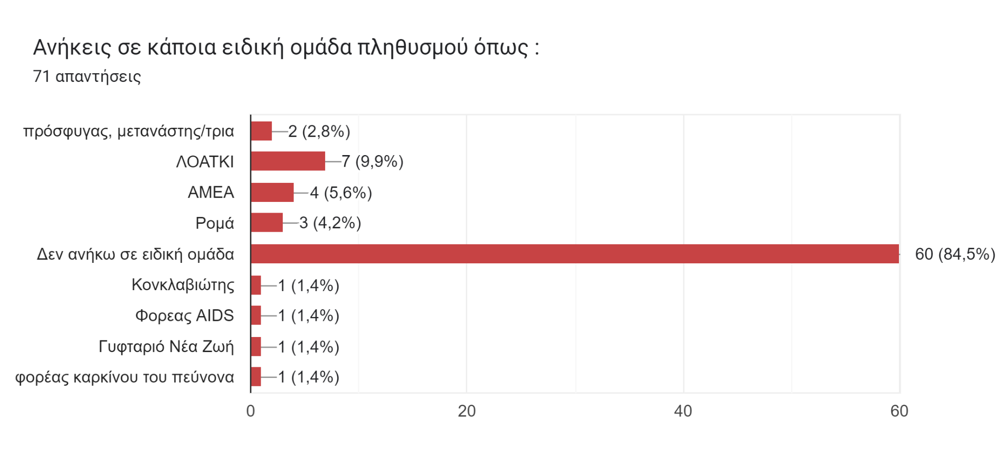 Ανήκεις σε κάποια ειδική ομάδα πληθυσμού όπως :
71 απαντήσεις
πρόσφυγας, μετανάστης/τρια 2 (2,8%)
ΛΟΑΤΚΙ 7 (9,9%)
ΑΜΕΑ 4 (5,6%)
Ρομά 3 (4,2%)
Δεν ανήκω σε ειδική ομάδα 60 (84,5%)
Κονκλαβιώτης 1 (1,4%)
Φορεας AIDS 1 (1,4%)
Γυφταριό Νέα Ζωή 1 (1,4%)
φορέας καρκίνου του πεύνονα 1 (1,4%)
0 20 40 60